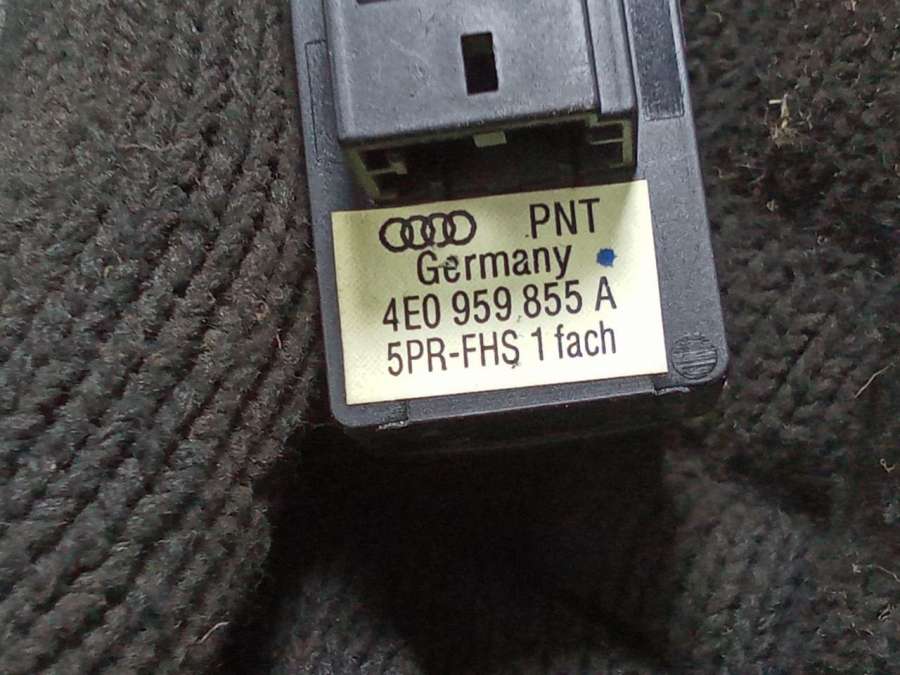 PNT
Germany
4E0 959 855 A
5PR-FHS 1 fach